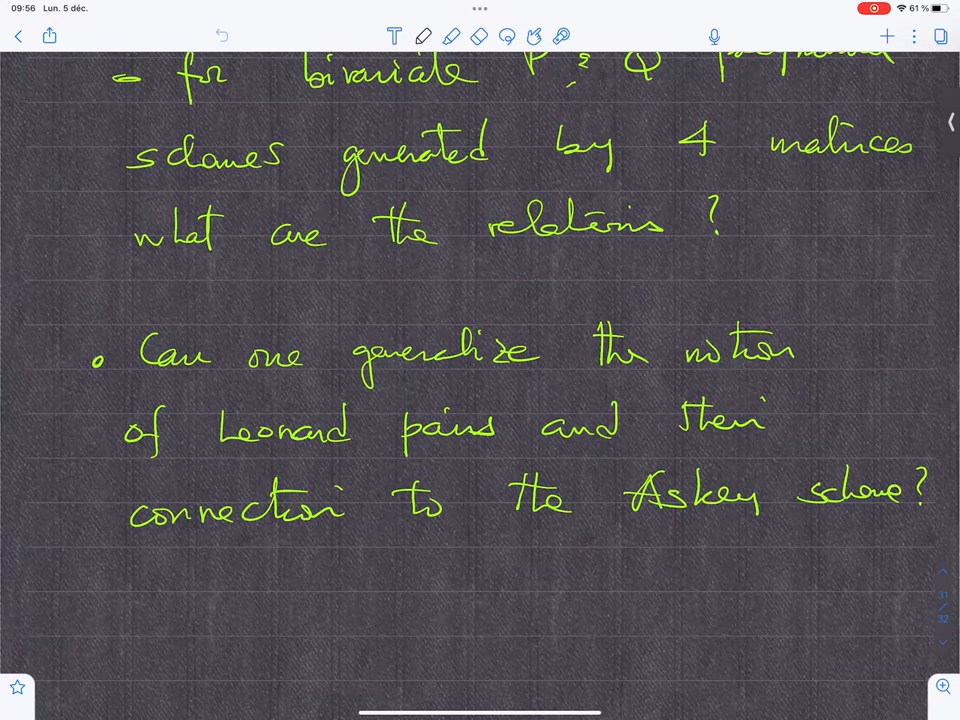 09:56 Lun. 5 déc.
61 %
- for bivariate P & Q
schemes generated by 4 matrices
what are the relations ?
• Can one generalize the notion
of Leonard pairs and their
connection to the Askey scheme?
31
/
32